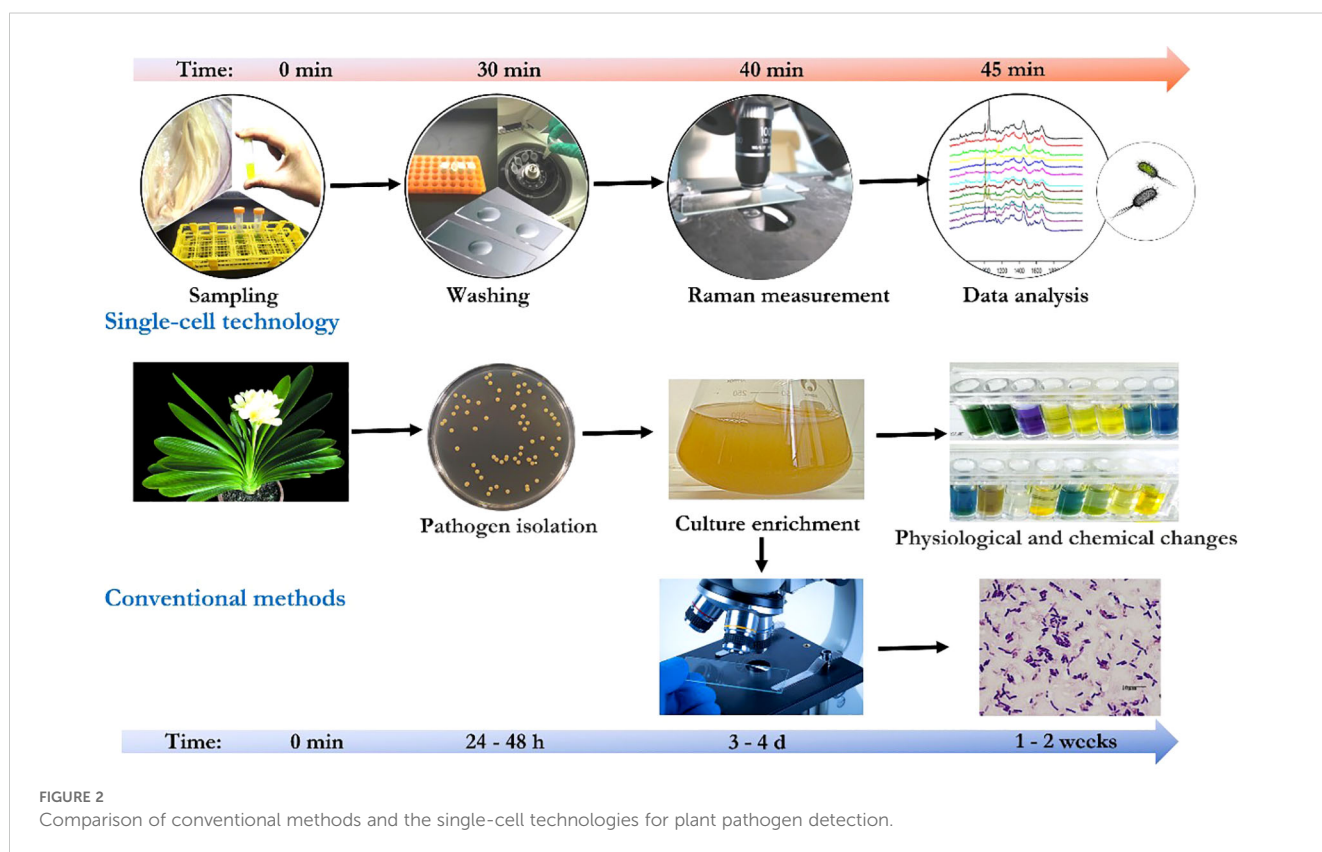 Time: 0 min 30 min 40 min 45 min
Sampling Washing Raman measurement Data analysis
Single-cell technology
Pathogen isolation Culture enrichment Physiological and chemical changes
Conventional methods
Time: 0 min 24 - 48 h 3 - 4 d 1 - 2 weeks
FIGURE 2
Comparison of conventional methods and the single-cell technologies for plant pathogen detection.